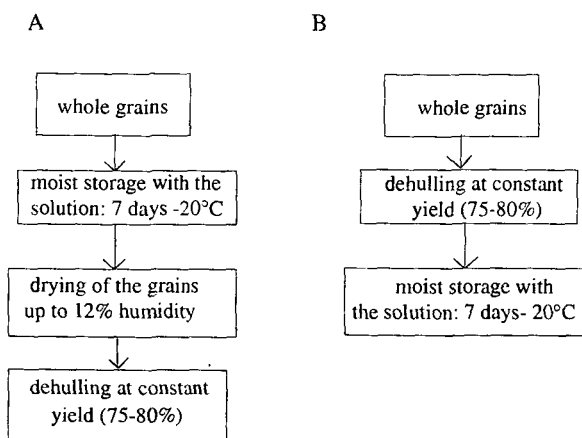 A
whole grains
moist storage with the
solution: 7 days -20°C
drying of the grains
up to 12% humidity
dehulling at constant
yield (75-80%)
B
whole grains
dehulling at constant
yield (75-80%)
moist storage with
the solution: 7 days- 20°C